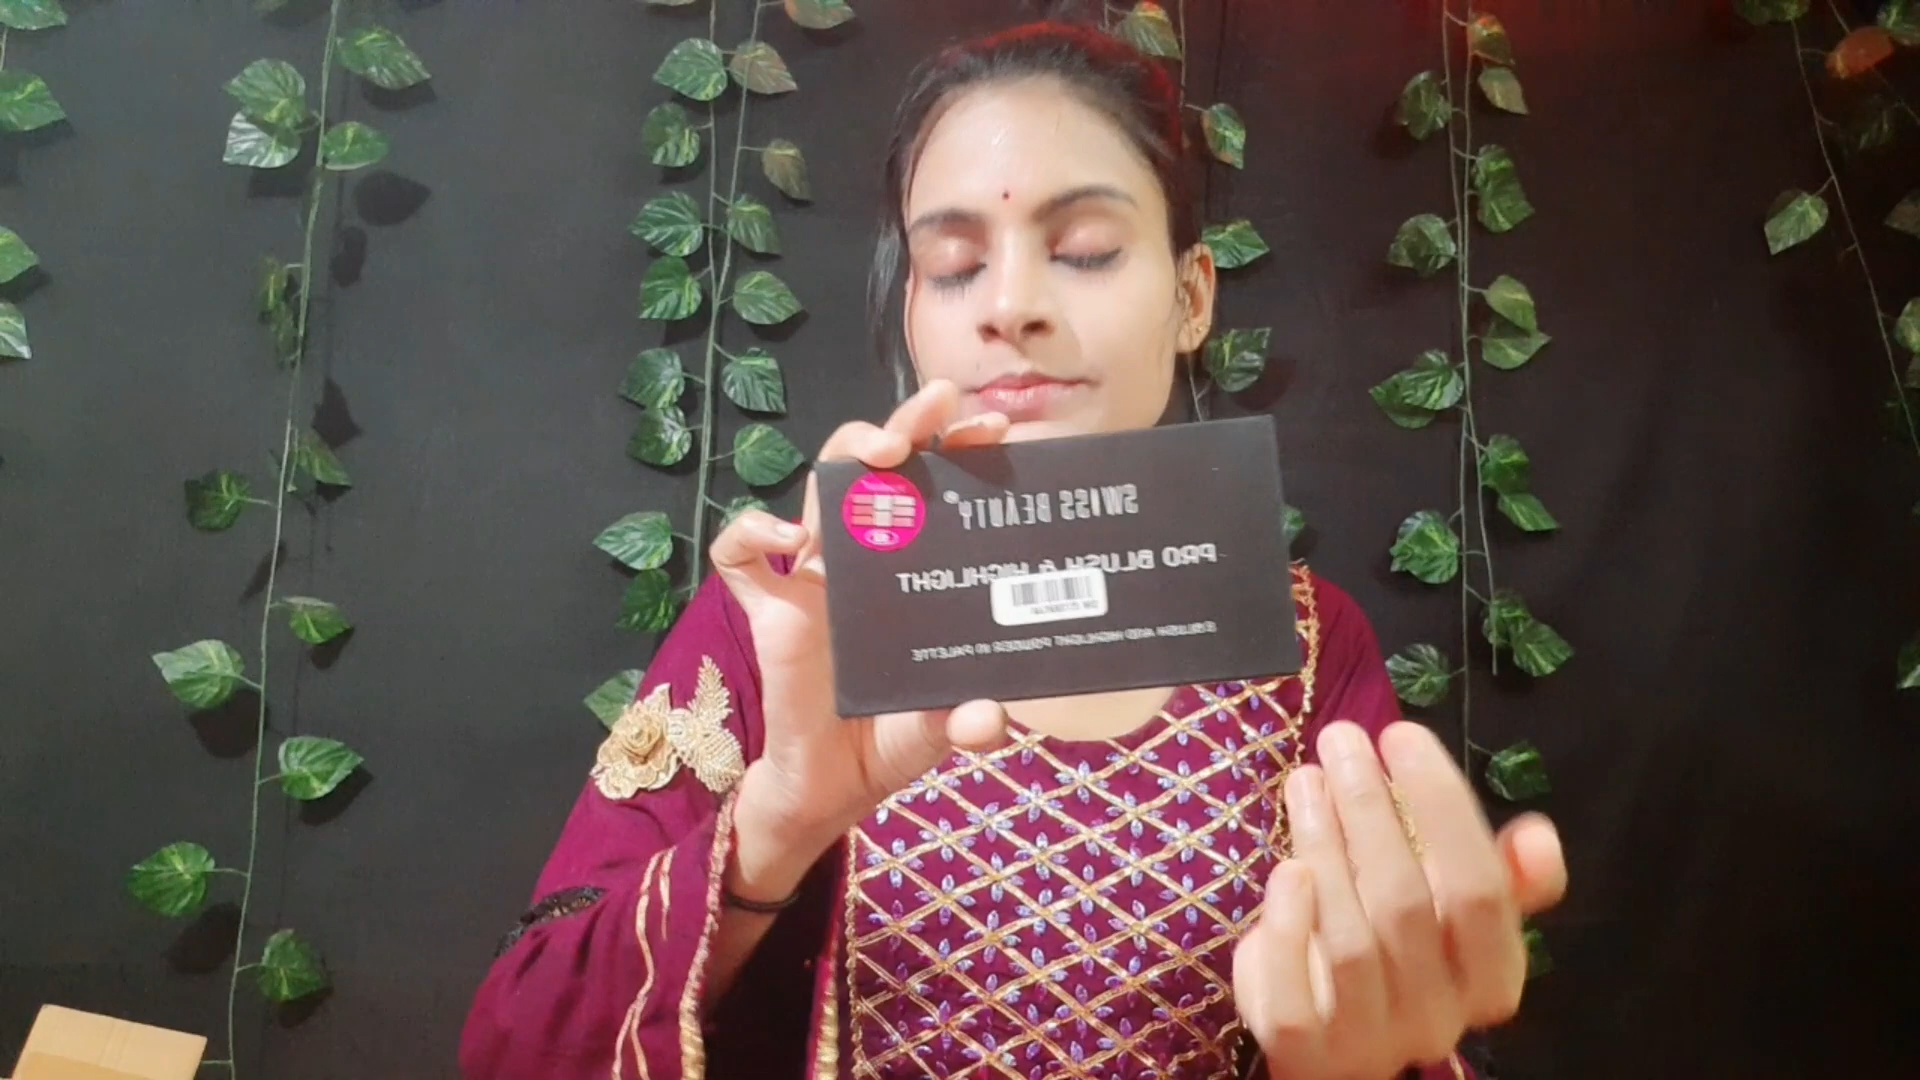 SWISS BEAUTY®
PRO BLUSH & HIGHLIGHT
BLUSH AND HIGHLIGHT POWDER IN PALETTE